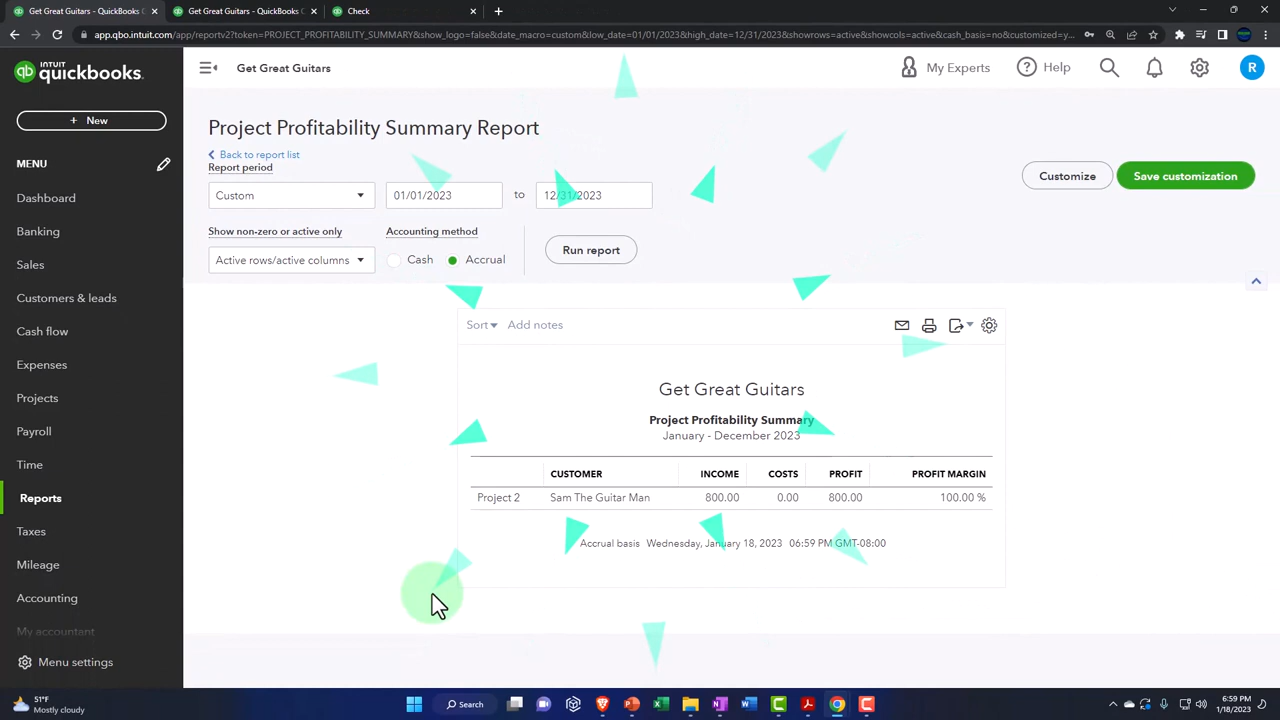 Get Great Guitars - QuickBooks C
Get Great Guitars - QuickBooks C
Check
app.qbo.intuit.com/app/reportv2?token=PROJECT_PROFITABILITY_SUMMARY&show_logo=false&date_macro=custom&low_date=01/01/2023&high_date=12/31/2023&showrows=active&showcols=active&cash_basis=no&customized=y...
INTUIT
quickbooks.
Get Great Guitars
My Experts
Help
R
+ New
MENU
Dashboard
Banking
Sales
Customers & leads
Cash flow
Expenses
Projects
Payroll
Time
Reports
Taxes
Mileage
Accounting
My accountant
Menu settings
Project Profitability Summary Report
Back to report list
Report period
Custom 01/01/2023 to 12/31/2023
Customize
Save customization
Show non-zero or active only Accounting method
Active rows/active columns Cash Accrual Run report
Sort Add notes
Get Great Guitars
Project Profitability Summary
January - December 2023
CUSTOMER INCOME COSTS PROFIT PROFIT MARGIN
Project 2 Sam The Guitar Man 800.00 0.00 800.00 100.00 %
Accrual basis Wednesday, January 18, 2023 06:59 PM GMT-08:00
51°F
Mostly cloudy
Search
6:59 PM
1/18/2023